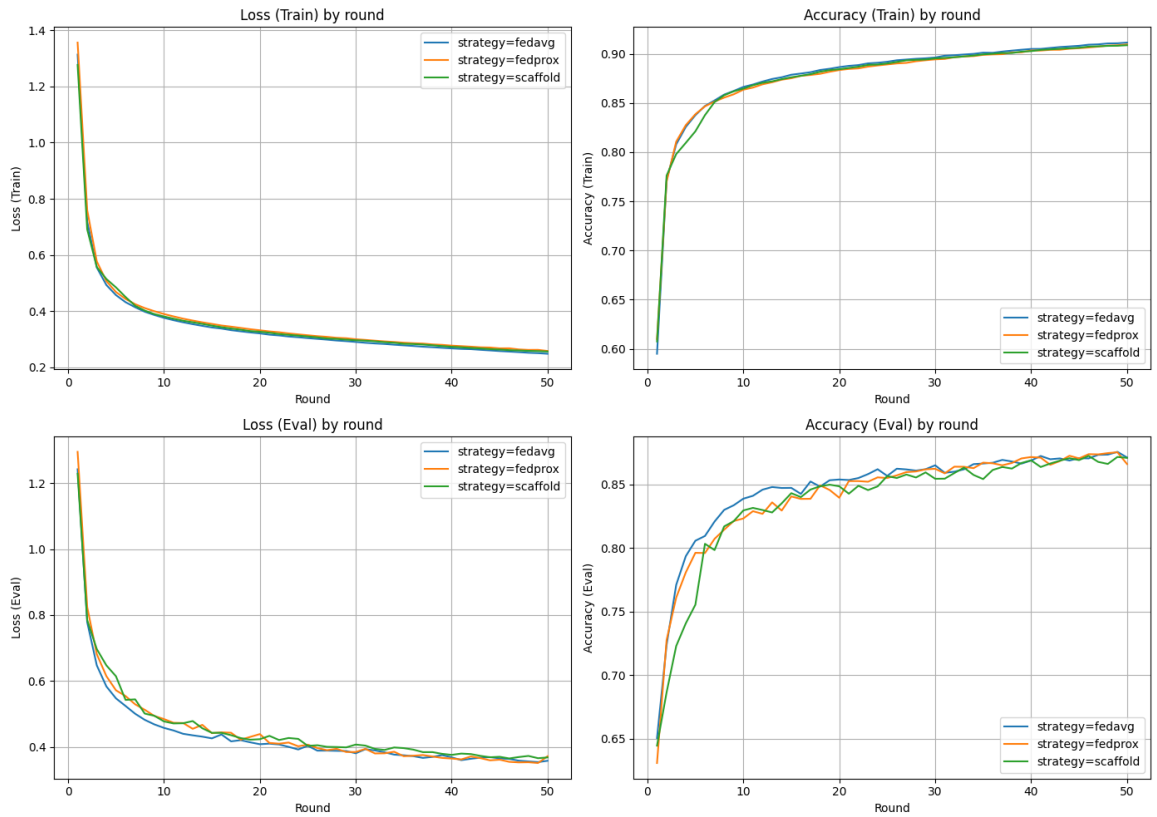 Loss (Train) by round
Loss (Train)
1.4
1.2
1.0
0.8
0.6
0.4
0.2
strategy=fedavg
strategy=fedprox
strategy=scaffold
0 10 20 30 40 50
Round
Accuracy (Train) by round
Accuracy (Train)
0.90
0.85
0.80
0.75
0.70
0.65
0.60
strategy=fedavg
strategy=fedprox
strategy=scaffold
0 10 20 30 40 50
Round
Loss (Eval) by round
Loss (Eval)
1.2
1.0
0.8
0.6
0.4
strategy=fedavg
strategy=fedprox
strategy=scaffold
0 10 20 30 40 50
Round
Accuracy (Eval) by round
Accuracy (Eval)
0.85
0.80
0.75
0.70
0.65
strategy=fedavg
strategy=fedprox
strategy=scaffold
0 10 20 30 40 50
Round